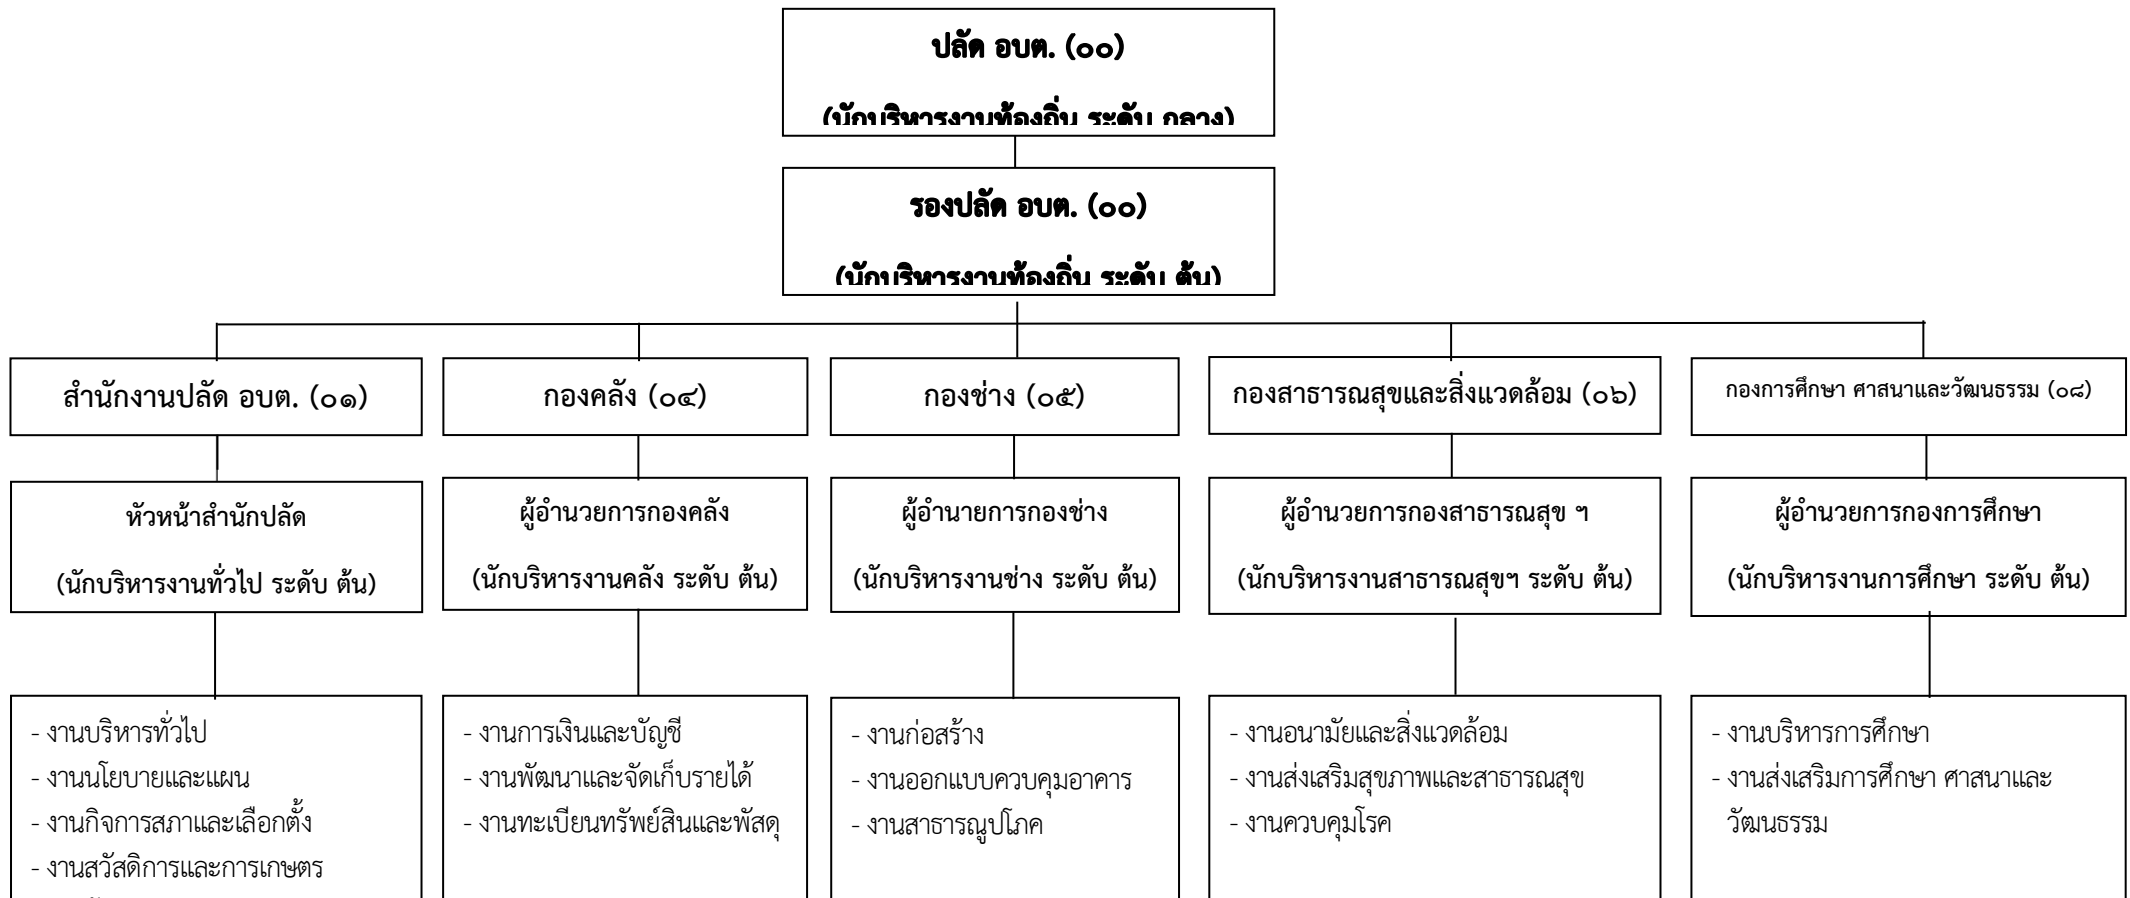 ปลัด อบต. (๐๐)
(นักบริหารงานท้องถิ่น ระดับ กลาง)
รองปลัด อบต. (๐๐)
(นักบริหารงานท้องถิ่น ระดับ ต้น)
สำนักงานปลัด อบต. (๐๑)
กองคลัง (๐๔)
กองช่าง (๐๕)
กองสาธารณสุขและสิ่งแวดล้อม (๐๖)
กองการศึกษา ศาสนาและวัฒนธรรม (๐๘)
หัวหน้าสำนักปลัด
(นักบริหารงานทั่วไป ระดับ ต้น)
ผู้อำนวยการกองคลัง
(นักบริหารงานคลัง ระดับ ต้น)
ผู้อำนายการกองช่าง
(นักบริหารงานช่าง ระดับ ต้น)
ผู้อำนวยการกองสาธารณสุข ฯ
(นักบริหารงานสาธารณสุขฯ ระดับ ต้น)
ผู้อำนวยการกองการศึกษา
(นักบริหารงานการศึกษา ระดับ ต้น)
- งานบริหารทั่วไป
- งานนโยบายและแผน
- งานกิจการสภาและเลือกตั้ง
- งานสวัสดิการและการเกษตร
- งานการเงินและบัญชี
- งานพัฒนาและจัดเก็บรายได้
- งานทะเบียนทรัพย์สินและพัสดุ
- งานก่อสร้าง
- งานออกแบบควบคุมอาคาร
- งานสาธารณูปโภค
- งานอนามัยและสิ่งแวดล้อม
- งานส่งเสริมสุขภาพและสาธารณสุข
- งานควบคุมโรค
- งานบริหารการศึกษา
- งานส่งเสริมการศึกษา ศาสนาและ
วัฒนธรรม